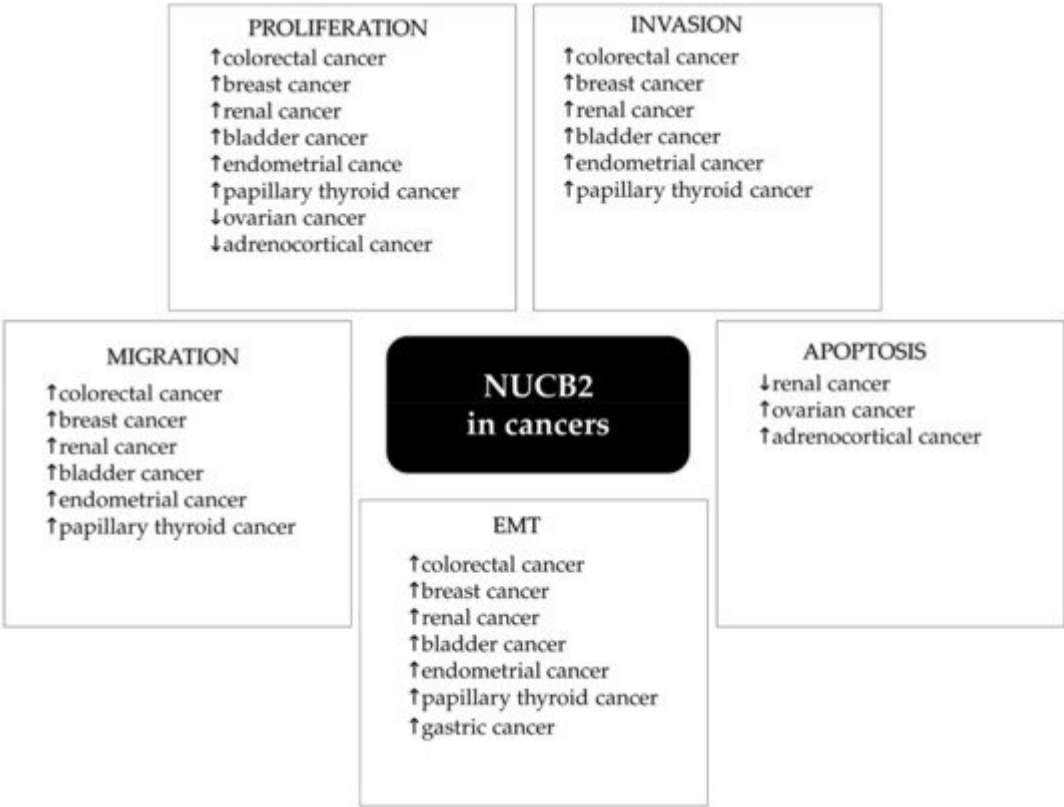 PROLIFERATION
↑colorectal cancer
↑breast cancer
↑renal cancer
↑bladder cancer
↑endometrial cance
↑papillary thyroid cancer
↓ovarian cancer
↓adrenocortical cancer
INVASION
↑colorectal cancer
↑breast cancer
↑renal cancer
↑bladder cancer
↑endometrial cancer
↑papillary thyroid cancer
MIGRATION
↑colorectal cancer
↑breast cancer
↑renal cancer
↑bladder cancer
↑endometrial cancer
↑papillary thyroid cancer
NUCB2
in cancers
APOPTOSIS
↓renal cancer
↑ovarian cancer
↑adrenocortical cancer
EMT
↑colorectal cancer
↑breast cancer
↑renal cancer
↑bladder cancer
↑endometrial cancer
↑papillary thyroid cancer
↑gastric cancer